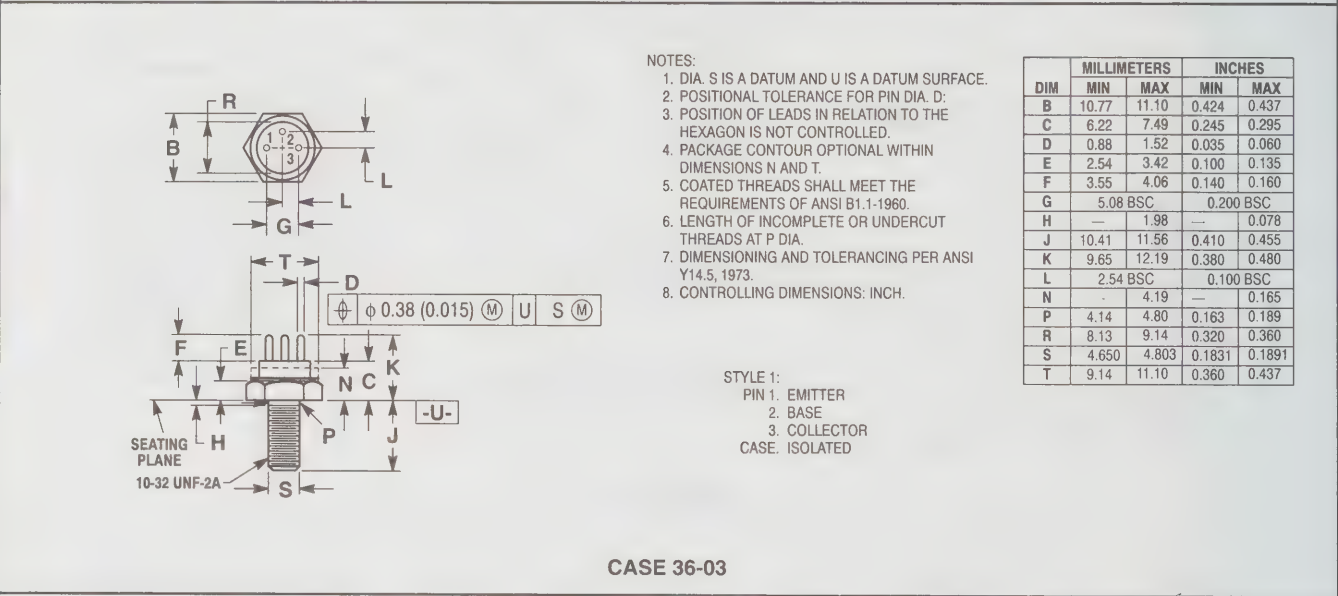 R
B
1 2 3
L
L
G
T
D
⌖ ϕ 0.38 (0.015) Ⓜ U S Ⓜ
F
E
N
C
K
-U-
SEATING
PLANE
H
P
J
10-32 UNF-2A
S
NOTES:
1. DIA. S IS A DATUM AND U IS A DATUM SURFACE.
2. POSITIONAL TOLERANCE FOR PIN DIA. D:
3. POSITION OF LEADS IN RELATION TO THE
HEXAGON IS NOT CONTROLLED.
4. PACKAGE CONTOUR OPTIONAL WITHIN
DIMENSIONS N AND T.
5. COATED THREADS SHALL MEET THE
REQUIREMENTS OF ANSI B1.1-1960.
6. LENGTH OF INCOMPLETE OR UNDERCUT
THREADS AT P DIA.
7. DIMENSIONING AND TOLERANCING PER ANSI
Y14.5, 1973.
8. CONTROLLING DIMENSIONS: INCH.
STYLE 1:
PIN 1. EMITTER
2. BASE
3. COLLECTOR
CASE. ISOLATED
MILLIMETERS INCHES
DIM MIN MAX MIN MAX
B 10.77 11.10 0.424 0.437
C 6.22 7.49 0.245 0.295
D 0.88 1.52 0.035 0.060
E 2.54 3.42 0.100 0.135
F 3.55 4.06 0.140 0.160
G 5.08 BSC 0.200 BSC
H — 1.98 — 0.078
J 10.41 11.56 0.410 0.455
K 9.65 12.19 0.380 0.480
L 2.54 BSC 0.100 BSC
N - 4.19 — 0.165
P 4.14 4.80 0.163 0.189
R 8.13 9.14 0.320 0.360
S 4.650 4.803 0.1831 0.1891
T 9.14 11.10 0.360 0.437
CASE 36-03